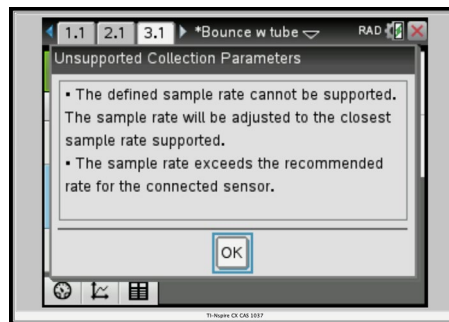 1.1 2.1 3.1 *Bounce w tube RAD
Unsupported Collection Parameters
▪ The defined sample rate cannot be supported.
The sample rate will be adjusted to the closest
sample rate supported.
▪ The sample rate exceeds the recommended
rate for the connected sensor.
OK
TI-Nspire CX CAS 1037